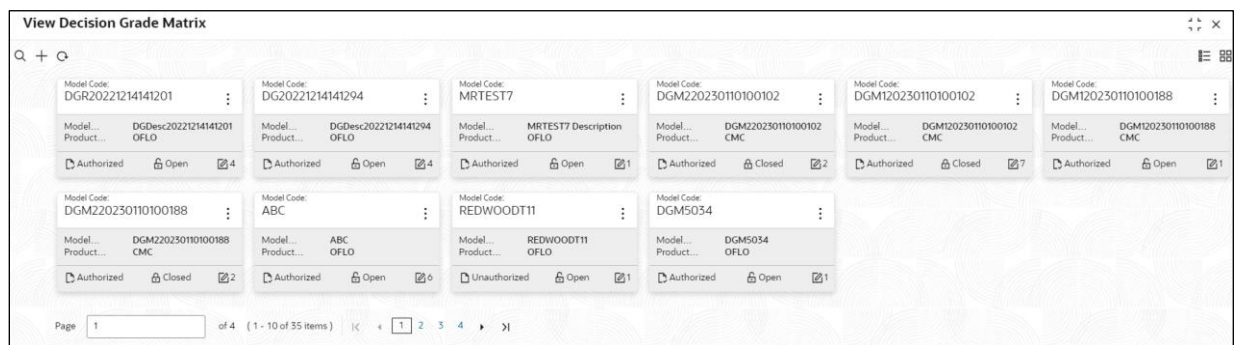 View Decision Grade Matrix
Model Code:
DGR20221214141201
Model... DGDesc20221214141201
Product... OFLO
Authorized Open 4
Model Code:
DG20221214141294
Model... DGDesc20221214141294
Product... OFLO
Authorized Open 4
Model Code:
MRTEST7
Model... MRTEST7 Description
Product... OFLO
Authorized Open 1
Model Code:
DGM220230110100102
Model... DGM220230110100102
Product... CMC
Authorized Closed 2
Model Code:
DGM120230110100102
Model... DGM120230110100102
Product... CMC
Authorized Closed 7
Model Code:
DGM120230110100188
Model... DGM120230110100188
Product... CMC
Authorized Open 1
Model Code:
DGM220230110100188
Model... DGM220230110100188
Product... CMC
Authorized Closed 2
Model Code:
ABC
Model... ABC
Product... OFLO
Authorized Open 6
Model Code:
REDWOODT11
Model... REDWOODT11
Product... OFLO
Unauthorized Open 1
Model Code:
DGM5034
Model... DGM5034
Product... OFLO
Authorized Open 1
Page 1 of 4 (1 - 10 of 35 items) 1 2 3 4